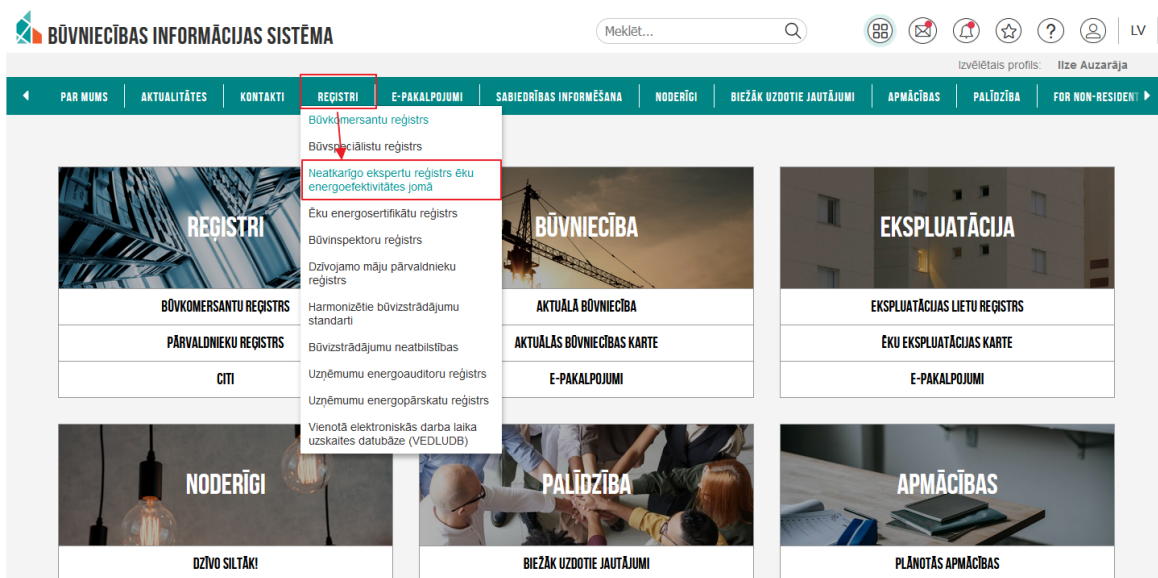 BŪVNIECĪBAS INFORMĀCIJAS SISTĒMA
Meklēt...
LV
Izvēlētais profils: Ilze Auzarāja
PAR MUMS
AKTUALITĀTES
KONTAKTI
REĢISTRI
E-PAKALPOJUMI
SABIEDRĪBAS INFORMĒŠANA
NODERĪGI
BIEŽĀK UZDOTIE JAUTĀJUMI
APMĀCĪBAS
PALĪDZĪBA
FOR NON-RESIDENT
Būvkomersantu reģistrs
Būvspeciālistu reģistrs
Neatkarīgo ekspertu reģistrs ēku
energoefektivitātes jomā
Ēku energosertifikātu reģistrs
Būvinspektoru reģistrs
Dzīvojamo māju pārvaldnieku
reģistrs
Harmonizētie būvizstrādājumu
standarti
Būvizstrādājumu neatbilstības
Uzņēmumu energoauditoru reģistrs
Uzņēmumu energopārskatu reģistrs
Vienotā elektroniskās darba laika
uzskaites datubāze (VEDLUDB)
REĢISTRI
BŪVKOMERSANTU REĢISTRS
PĀRVALDNIEKU REĢISTRS
CITI
BŪVNIECĪBA
AKTUĀLĀ BŪVNIECĪBA
AKTUĀLĀS BŪVNIECĪBAS KARTE
E-PAKALPOJUMI
EKSPLUATĀCIJA
EKSPLUATĀCIJAS LIETU REĢISTRS
ĒKU EKSPLUATĀCIJAS KARTE
E-PAKALPOJUMI
NODERĪGI
DZĪVO SILTĀK!
PALĪDZĪBA
BIEŽĀK UZDOTIE JAUTĀJUMI
APMĀCĪBAS
PLĀNOTĀS APMĀCĪBAS